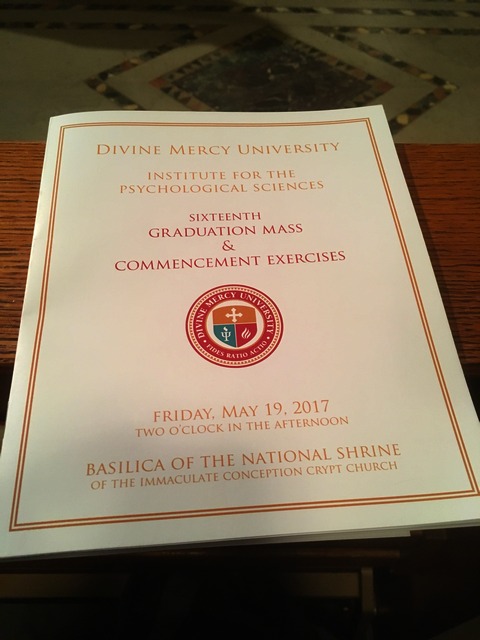 DIVINE MERCY UNIVERSITY
INSTITUTE FOR THE
PSYCHOLOGICAL SCIENCES
SIXTEENTH
GRADUATION MASS
&
COMMENCEMENT EXERCISES
DIVINE MERCY UNIVERSITY
• FIDES RATIO ACTIO •
FRIDAY, MAY 19, 2017
TWO O'CLOCK IN THE AFTERNOON
BASILICA OF THE NATIONAL SHRINE
OF THE IMMACULATE CONCEPTION CRYPT CHURCH